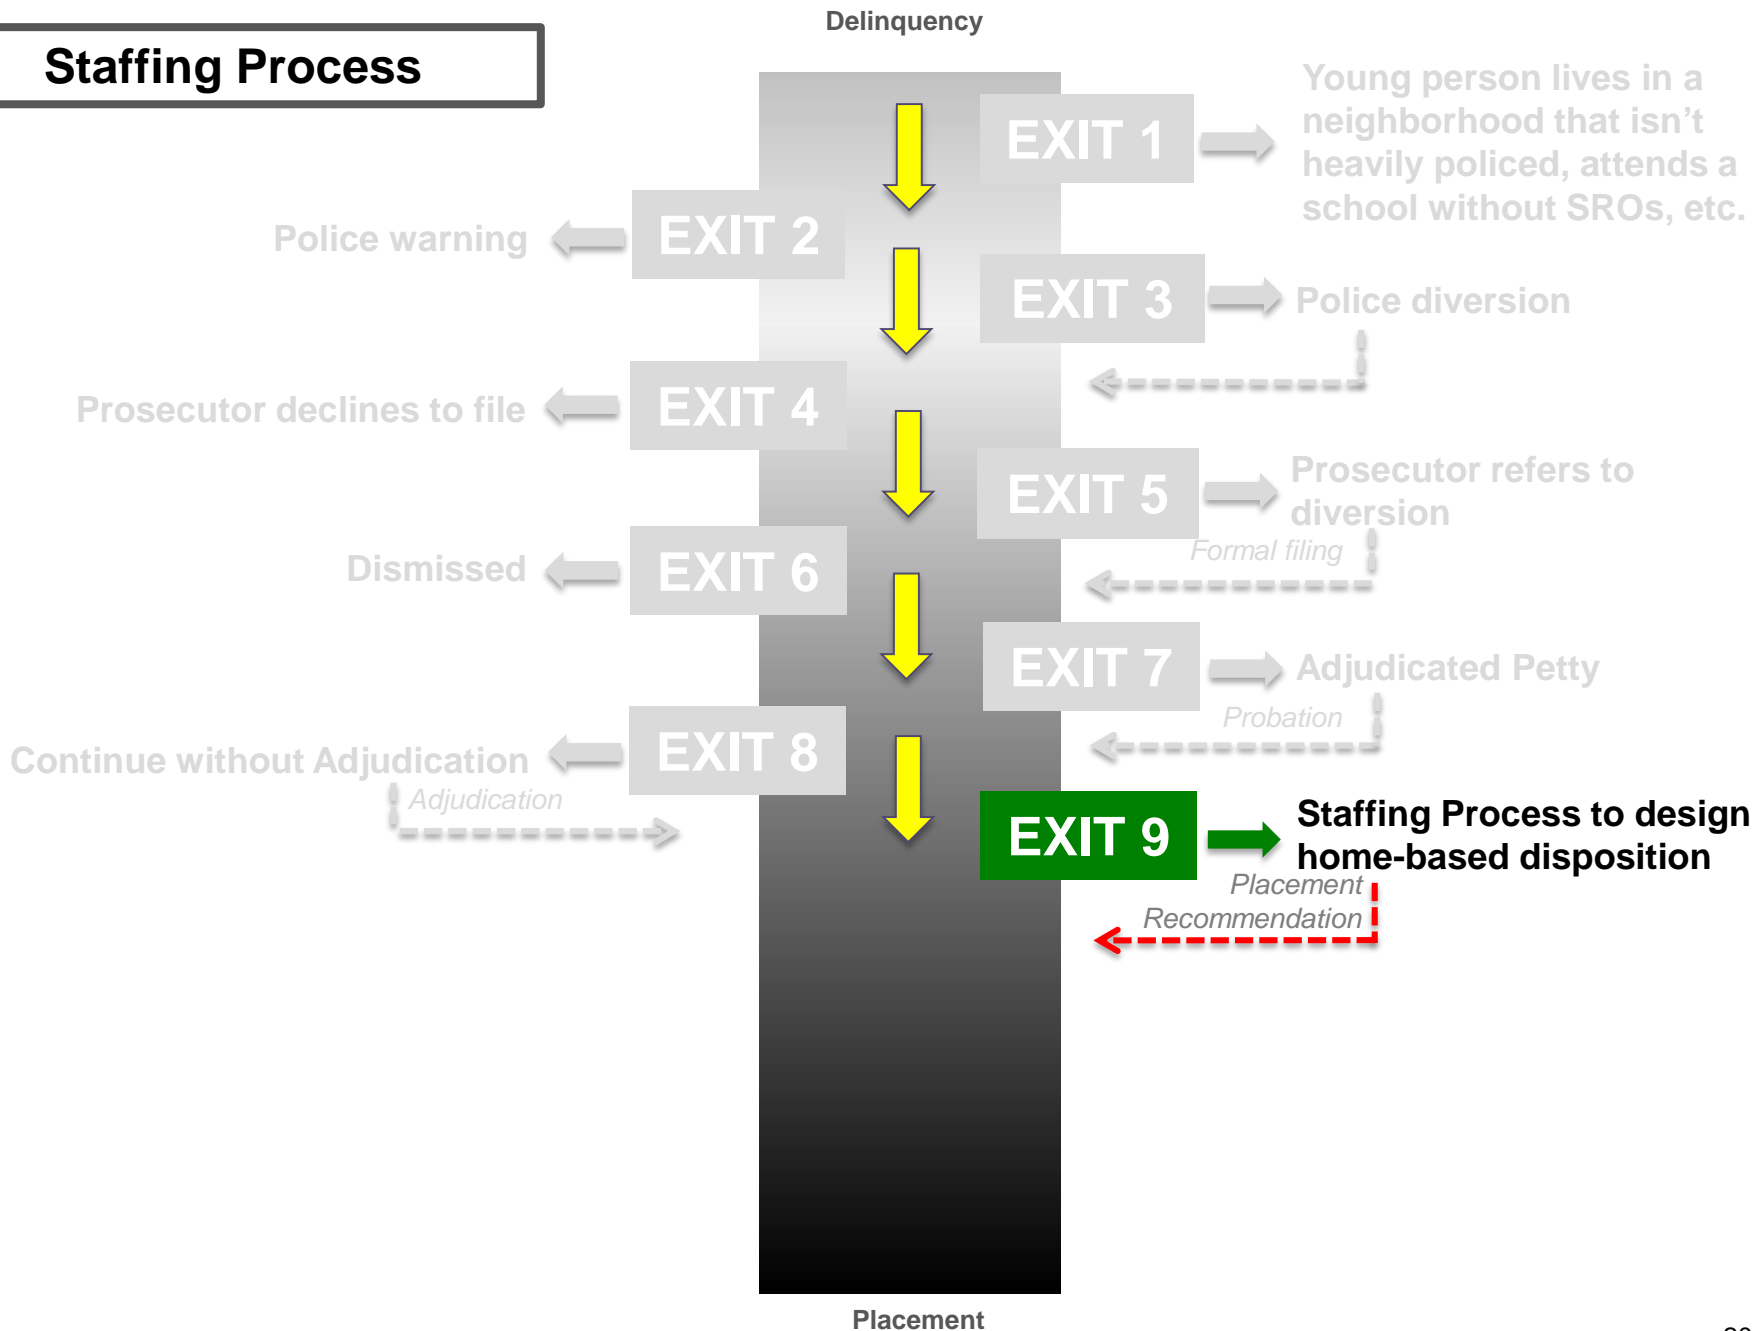 Delinquency
Staffing Process
EXIT 1
Young person lives in a
neighborhood that isn’t
heavily policed, attends a
school without SROs, etc.
Police warning
EXIT 2
EXIT 3
Police diversion
Prosecutor declines to file
EXIT 4
EXIT 5
Prosecutor refers to
diversion
Formal filing
Dismissed
EXIT 6
EXIT 7
Adjudicated Petty
Probation
Continue without Adjudication
EXIT 8
Adjudication
EXIT 9
Staffing Process to design
home-based disposition
Placement
Recommendation
Placement